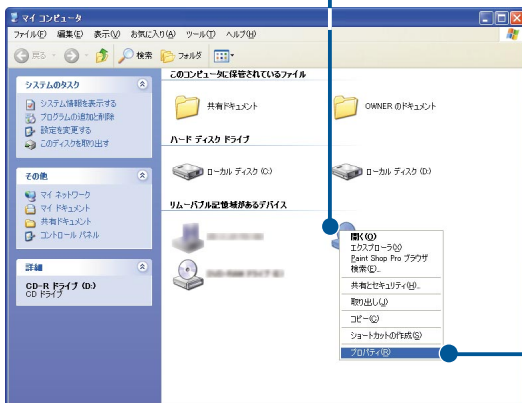 マイ コンピュータ
ファイル(F) 編集(E) 表示(V) お気に入り(A) ツール(T) ヘルプ(H)
戻る 検索 フォルダ
システムのタスク
システム情報を表示する
プログラムの追加と削除
設定を変更する
このディスクを取り出す
その他
マイ ネットワーク
マイ ドキュメント
共有ドキュメント
コントロール パネル
詳細
CD-R ドライブ (D:)
CD ドライブ
このコンピュータに保管されているファイル
共有ドキュメント
OWNER のドキュメント
ハード ディスク ドライブ
ローカル ディスク (C:)
ローカル ディスク (D:)
リムーバブル記憶域があるデバイス
開く(O)
エクスプローラ(X)
Paint Shop Pro ブラウザ
検索(E)...
共有とセキュリティ(H)...
取り出し(J)
コピー(C)
ショートカットの作成(S)
プロパティ(R)